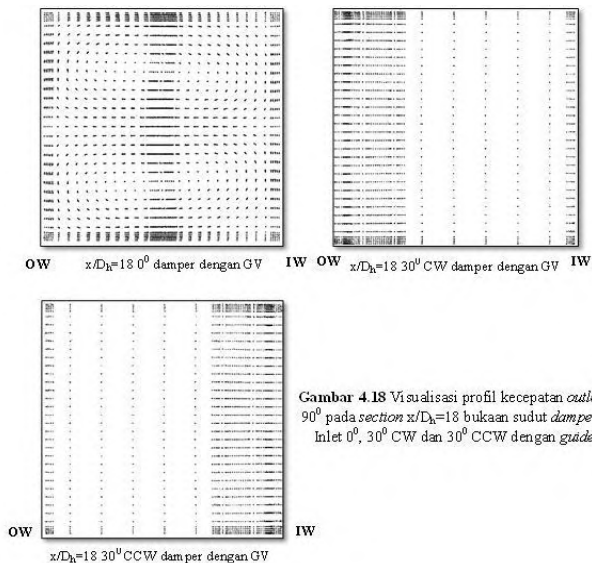 OW x/Dh=18 0⁰ damper dengan GV IW
OW x/Dh=18 30⁰ CW damper dengan GV IW
OW IW
x/Dh=18 30⁰ CCW damper dengan GV
Gambar 4.18 Visualisasi profil kecepatan
90⁰ pada section x/Dh=18 bukaan sudut
Inlet 0⁰, 30⁰ CW dan 30⁰ CCW dengan guide